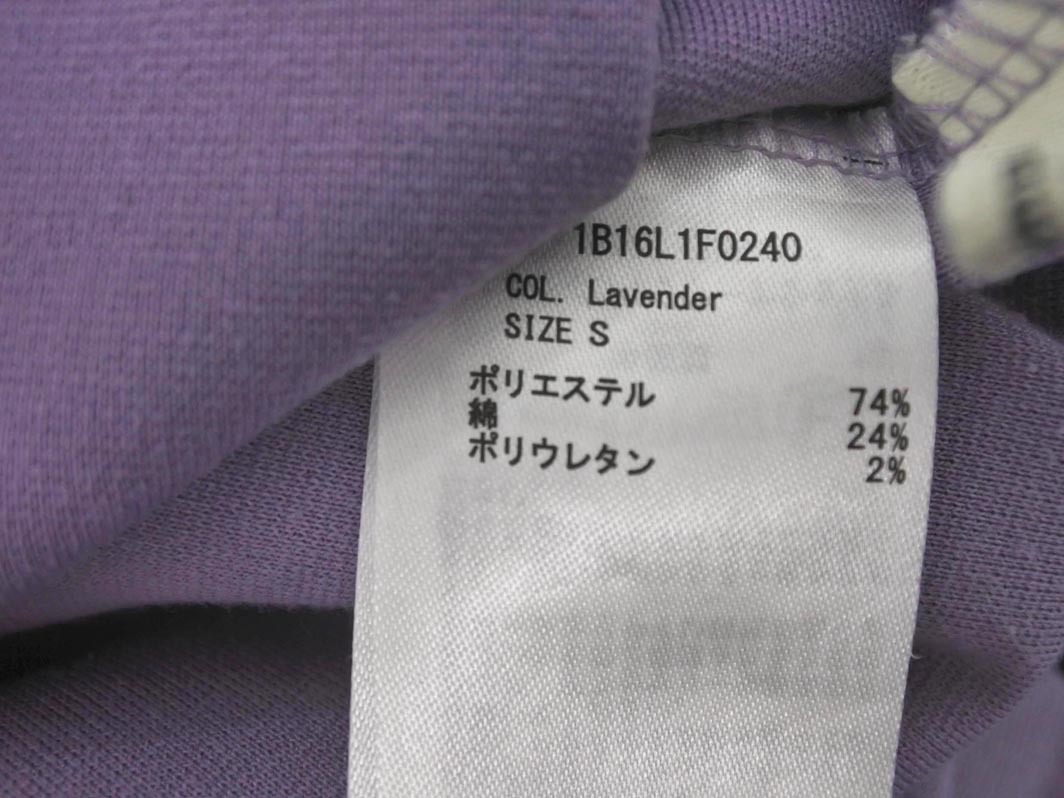 1B16L1F0240
COL. Lavender
SIZE S
ポリエステル 74%
綿 24%
ポリウレタン 2%